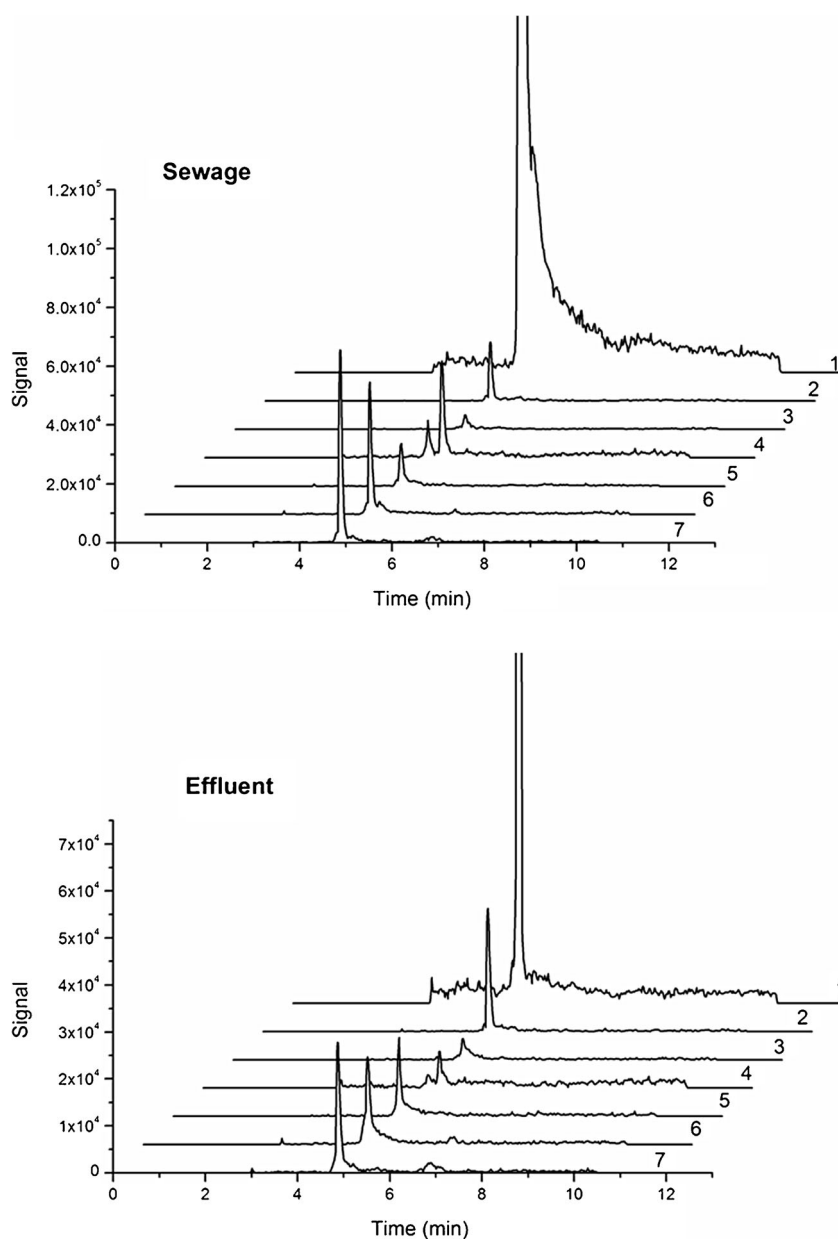 Sewage
1.2x10⁵
1.0x10⁵
8.0x10⁴
6.0x10⁴
4.0x10⁴
2.0x10⁴
0.0
Signal
1
2
3
4
5
6
7
0 2 4 6 8 10 12
Time (min)
Effluent
7x10⁴
6x10⁴
5x10⁴
4x10⁴
3x10⁴
2x10⁴
1x10⁴
0
Signal
2
3
4
5
6
7
0 2 4 6 8 10 12
Time (min)